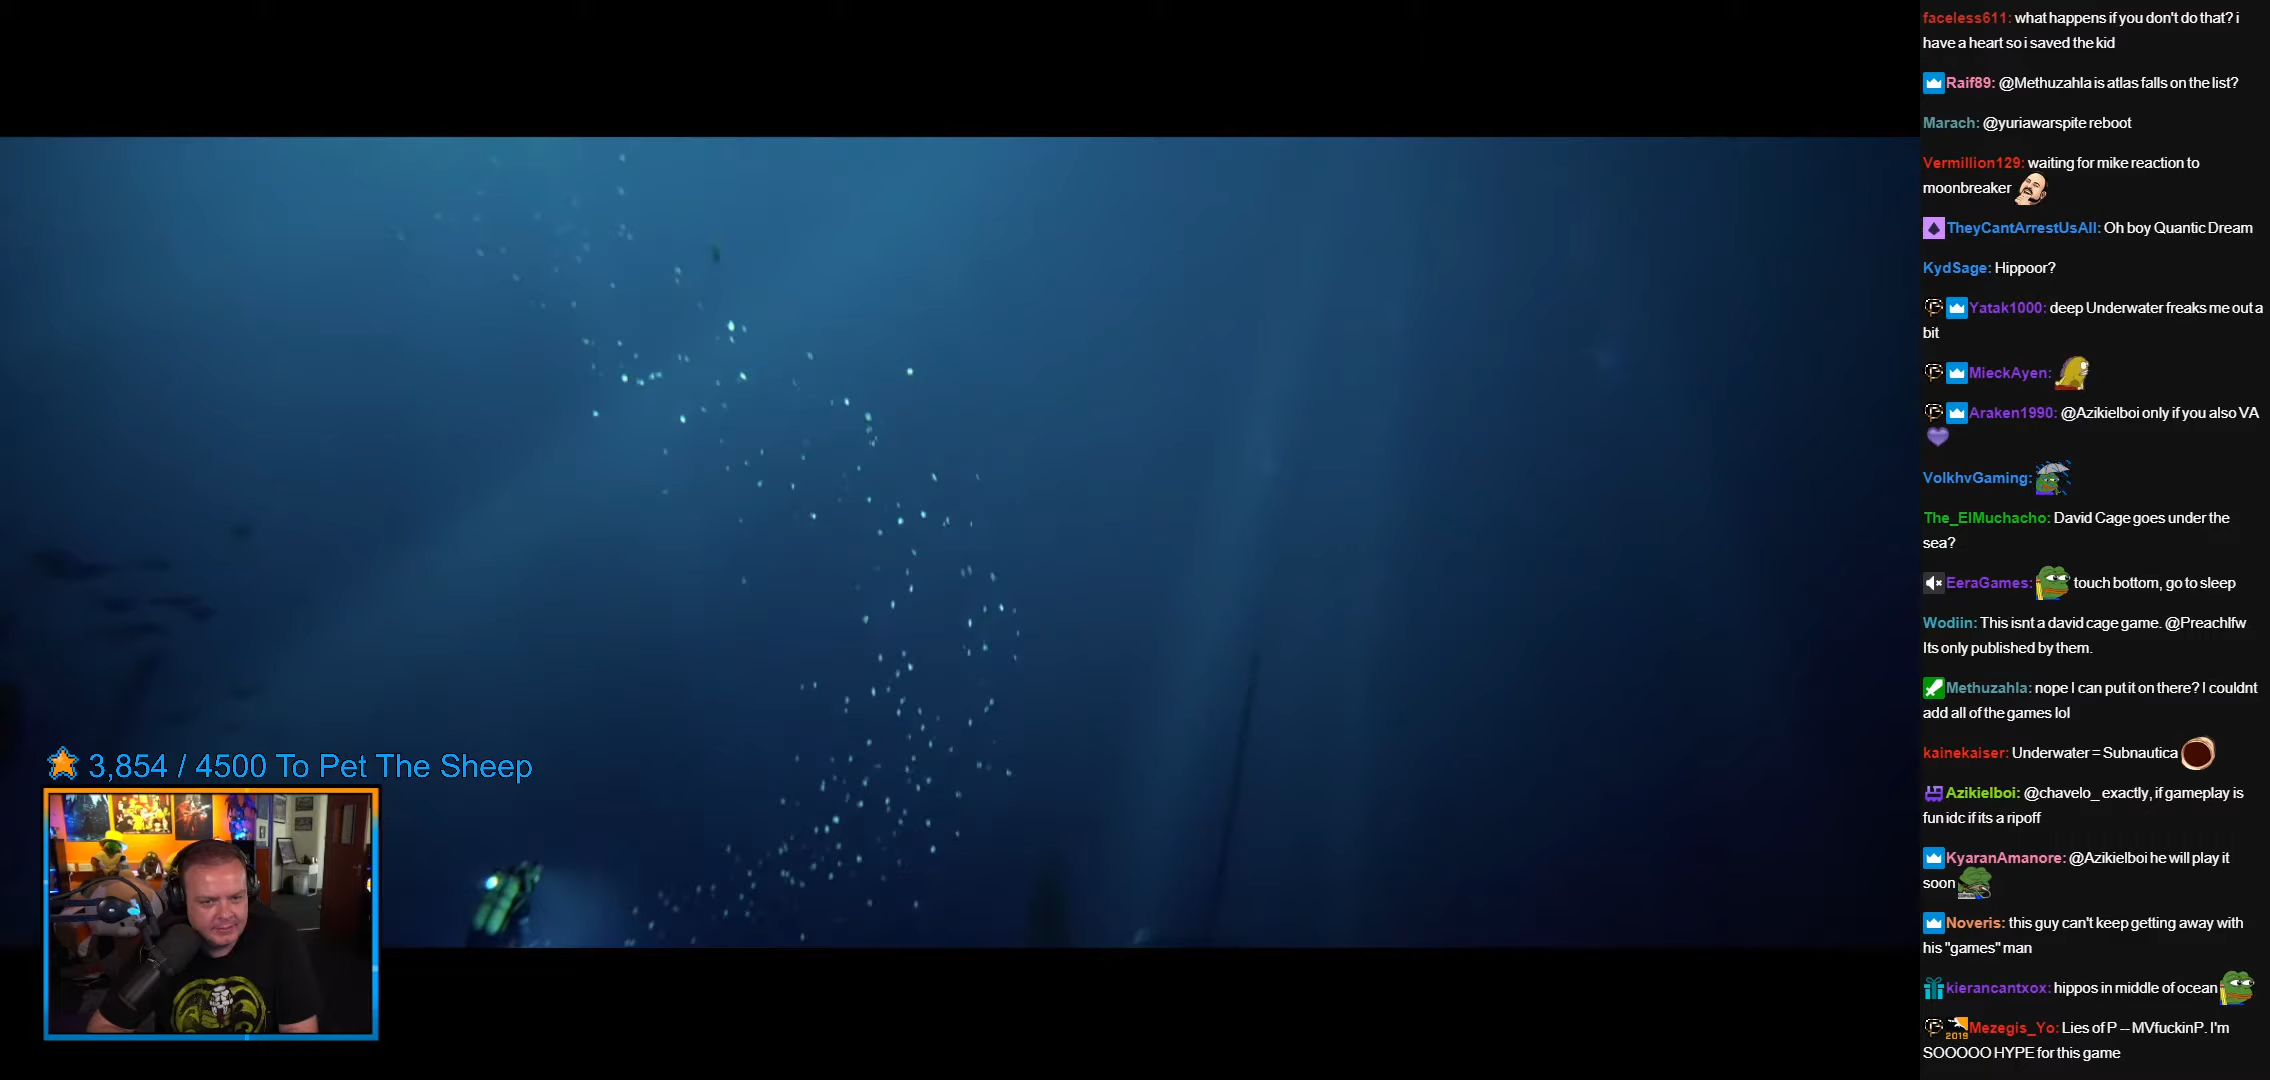 faceless611: what happens if you don't do that? i
have a heart so i saved the kid
Raif89: @Methuzahla is atlas falls on the list?
Marach: @yuriawarspite reboot
Vermillion129: waiting for mike reaction to
moonbreaker
TheyCantArrestUsAll: Oh boy Quantic Dream
KydSage: Hippoor?
Yatak1000: deep Underwater freaks me out a
bit
MieckAyen:
Araken1990: @Azikielboi only if you also VA
VolkhvGaming:
The_ElMuchacho: David Cage goes under the
sea?
EeraGames: touch bottom, go to sleep
Wodiin: This isnt a david cage game. @Preachlfw
Its only published by them.
Methuzahla: nope I can put it on there? I couldnt
add all of the games lol
kainekaiser: Underwater = Subnautica
Azikielboi: @chavelo_ exactly, if gameplay is
fun idc if its a ripoff
KyaranAmanore: @Azikielboi he will play it
soon
Noveris: this guy can't keep getting away with
his "games" man
kierancantxox: hippos in middle of ocean
2019 Mezegis_Yo: Lies of P -- MVfuckinP. I'm
SOOOOO HYPE for this game
3,854 / 4500 To Pet The Sheep